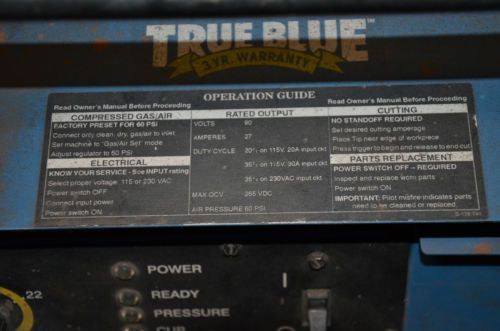 TRUE BLUE™
3 YR. WARRANTY
OPERATION GUIDE
Read Owner's Manual Before Proceeding
Read Owner's Manual Before Proceeding
COMPRESSED GAS/AIR
FACTORY PRESET FOR 60 PSI
Connect only clean, dry, gas/air to inlet
Set machine to "Gas/Air Set" mode
Adjust regulator to 60 PSI
ELECTRICAL
KNOW YOUR SERVICE - See INPUT rating
Select proper voltage: 115 or 230 VAC
Power switch OFF
Connect input power
Power switch ON
RATED OUTPUT
VOLTS 90
AMPERES 27
DUTY CYCLE 20% on 115V, 20A input ckt.
35% on 115V, 30A input ckt.
35% on 230VAC input ckt.
MAX OCV. 265 VDC
AIR PRESSURE 60 PSI
CUTTING
NO STANDOFF REQUIRED
Set desired cutting amperage
Place Tip near edge of workpiece
Press trigger to begin and release to end cut
PARTS REPLACEMENT
POWER SWITCH OFF - REQUIRED
Inspect and replace worn parts
Power switch ON
IMPORTANT: Pilot misfire indicates parts
need to be cleaned or replaced.
.22
POWER
READY
PRESSURE
CUP
I